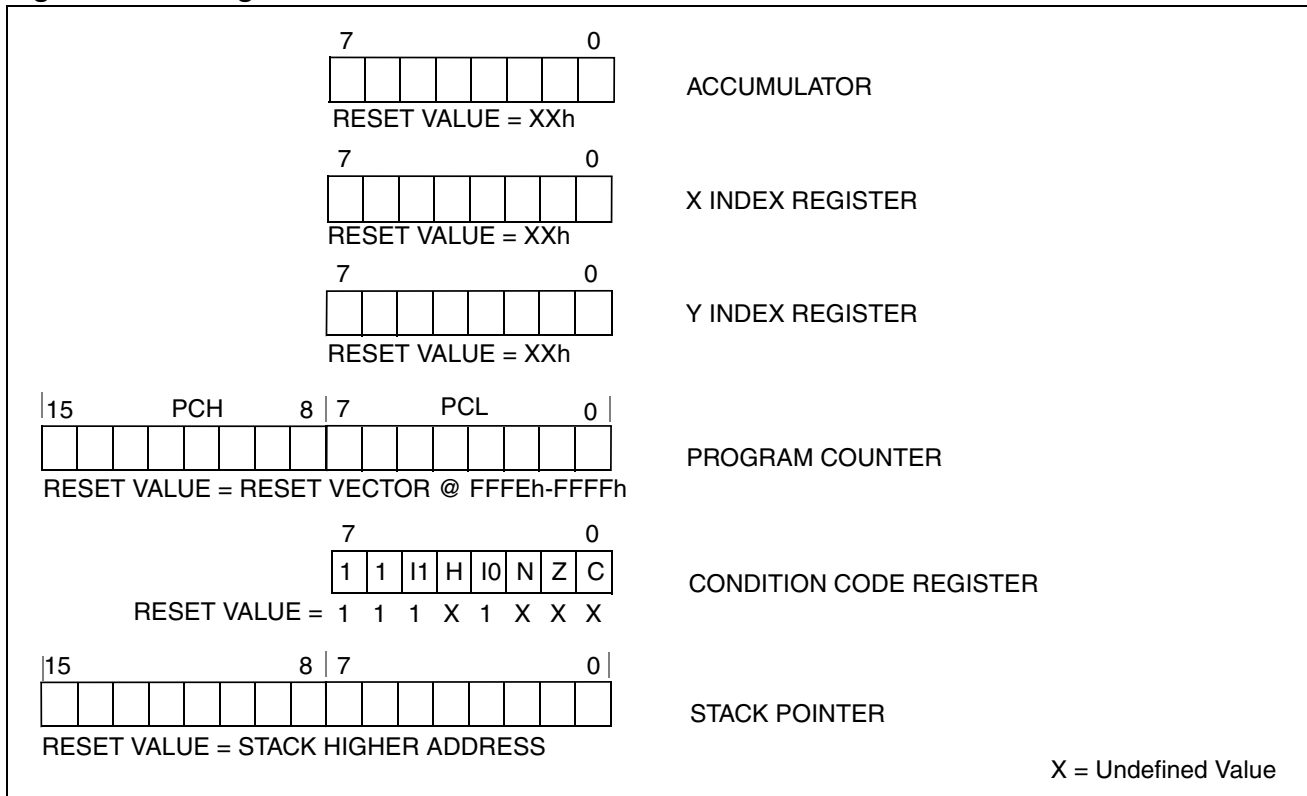 7 0
ACCUMULATOR
RESET VALUE = XXh
7 0
X INDEX REGISTER
RESET VALUE = XXh
7 0
Y INDEX REGISTER
RESET VALUE = XXh
15 PCH 8 7 PCL 0
PROGRAM COUNTER
RESET VALUE = RESET VECTOR @ FFFEh-FFFFh
7 0
1 1 I1 H I0 N Z C
CONDITION CODE REGISTER
RESET VALUE = 1 1 1 X 1 X X X
15 8 7 0
STACK POINTER
RESET VALUE = STACK HIGHER ADDRESS
X = Undefined Value